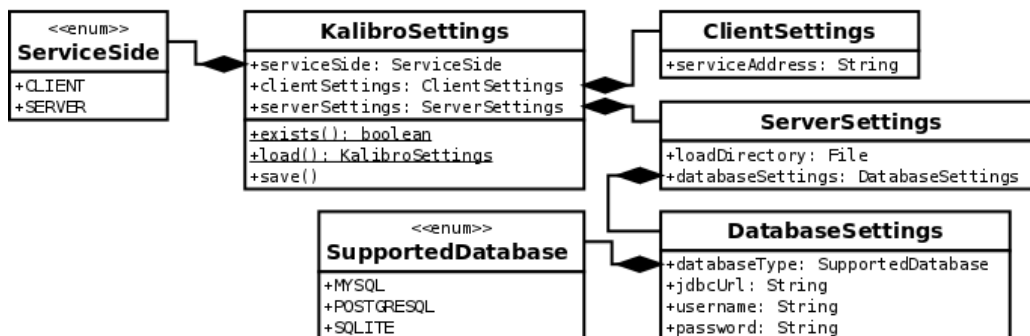 <<enum>>
ServiceSide
+CLIENT
+SERVER
KalibroSettings
+serviceSide: ServiceSide
+clientSettings: ClientSettings
+serverSettings: ServerSettings
+exists(): boolean
+load(): KalibroSettings
+save()
ClientSettings
+serviceAddress: String
ServerSettings
+loadDirectory: File
+databaseSettings: DatabaseSettings
<<enum>>
SupportedDatabase
+MYSQL
+POSTGRESQL
+SQLITE
DatabaseSettings
+databaseType: SupportedDatabase
+jdbcUrl: String
+username: String
+password: String